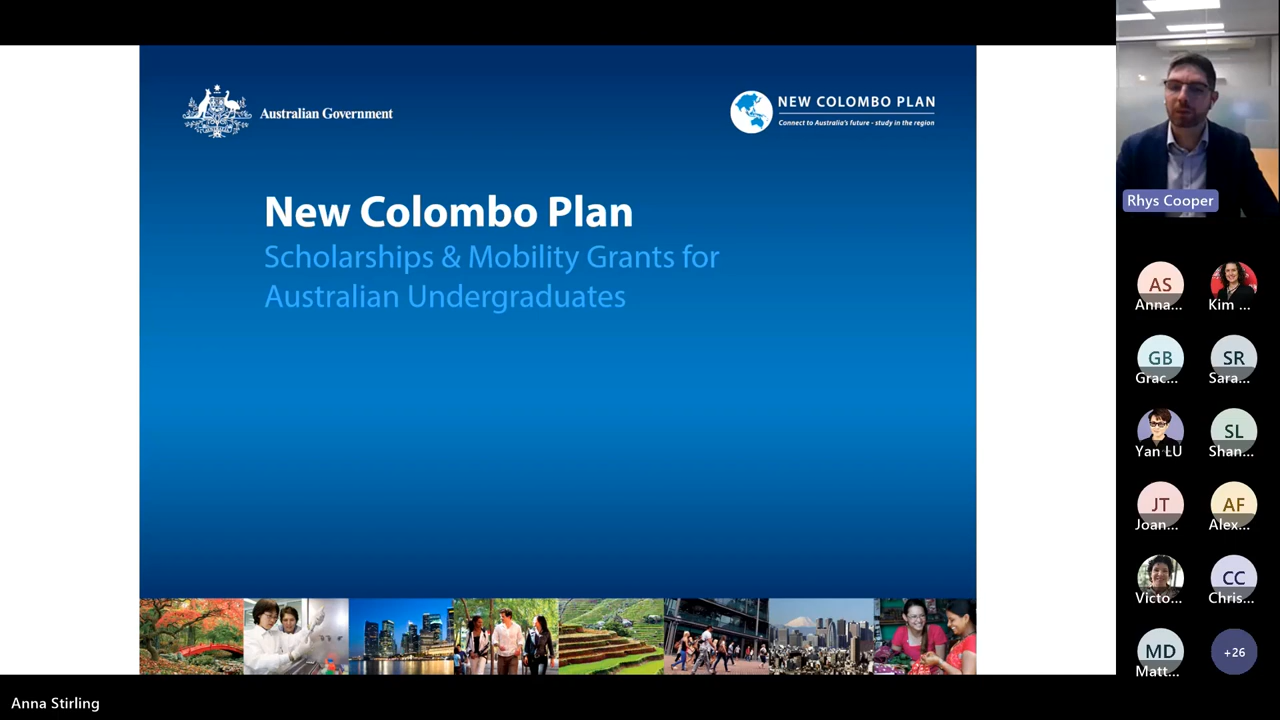 Australian Government
NEW COLOMBO PLAN
Connect to Australia's future - study in the region
New Colombo Plan
Scholarships & Mobility Grants for
Australian Undergraduates
Rhys Cooper
AS
Anna...
Kim ...
GB
Grac...
SR
Sara...
Yan LU
SL
Shan...
JT
Joan...
AF
Alex...
Victo...
CC
Chris...
MD
Matt...
+26
Anna Stirling